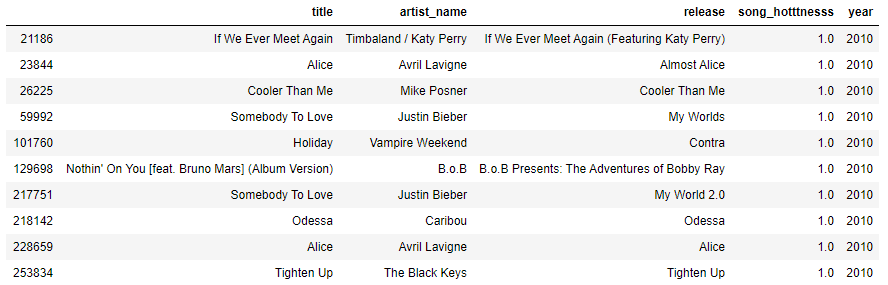 title artist_name release song_hotttnesss year
21186 If We Ever Meet Again Timbaland / Katy Perry If We Ever Meet Again (Featuring Katy Perry) 1.0 2010
23844 Alice Avril Lavigne Almost Alice 1.0 2010
26225 Cooler Than Me Mike Posner Cooler Than Me 1.0 2010
59992 Somebody To Love Justin Bieber My Worlds 1.0 2010
101760 Holiday Vampire Weekend Contra 1.0 2010
129698 Nothin' On You [feat. Bruno Mars] (Album Version) B.o.B B.o.B Presents: The Adventures of Bobby Ray 1.0 2010
217751 Somebody To Love Justin Bieber My World 2.0 1.0 2010
218142 Odessa Caribou Odessa 1.0 2010
228659 Alice Avril Lavigne Alice 1.0 2010
253834 Tighten Up The Black Keys Tighten Up 1.0 2010